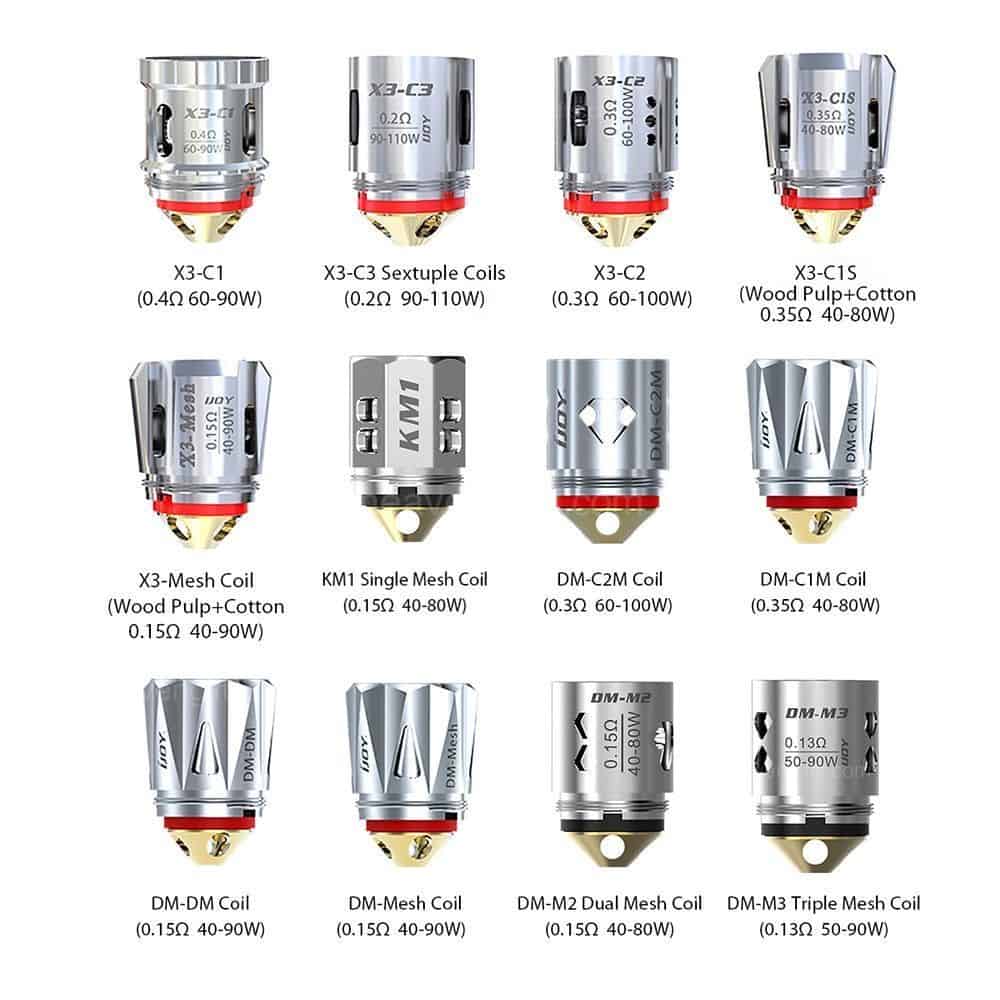 X3-C1
0.4Ω
60-90W
IJOY
X3-C3
0.2Ω
90-110W
IJOY
X3-C2
0.3Ω
60-100W
X3-C1S
0.35Ω
40-80W
IJOY
X3-C1
(0.4Ω 60-90W)
X3-C3 Sextuple Coils
(0.2Ω 90-110W)
X3-C2
(0.3Ω 60-100W)
X3-C1S
(Wood Pulp+Cotton
0.35Ω 40-80W)
X3-Mesh
0.15Ω
40-90W
IJOY
KM1
IJOY.
DM-C2M
IJOY.
DM-C1M
X3-Mesh Coil
(Wood Pulp+Cotton
0.15Ω 40-90W)
KM1 Single Mesh Coil
(0.15Ω 40-80W)
DM-C2M Coil
(0.3Ω 60-100W)
DM-C1M Coil
(0.35Ω 40-80W)
IJOY.
DM-DM
IJOY.
DM-Mesh
DM-M2
0.15Ω
40-80W
DM-M3
0.13Ω
50-90W
IJOY
DM-DM Coil
(0.15Ω 40-90W)
DM-Mesh Coil
(0.15Ω 40-90W)
DM-M2 Dual Mesh Coil
(0.15Ω 40-80W)
DM-M3 Triple Mesh Coil
(0.13Ω 50-90W)